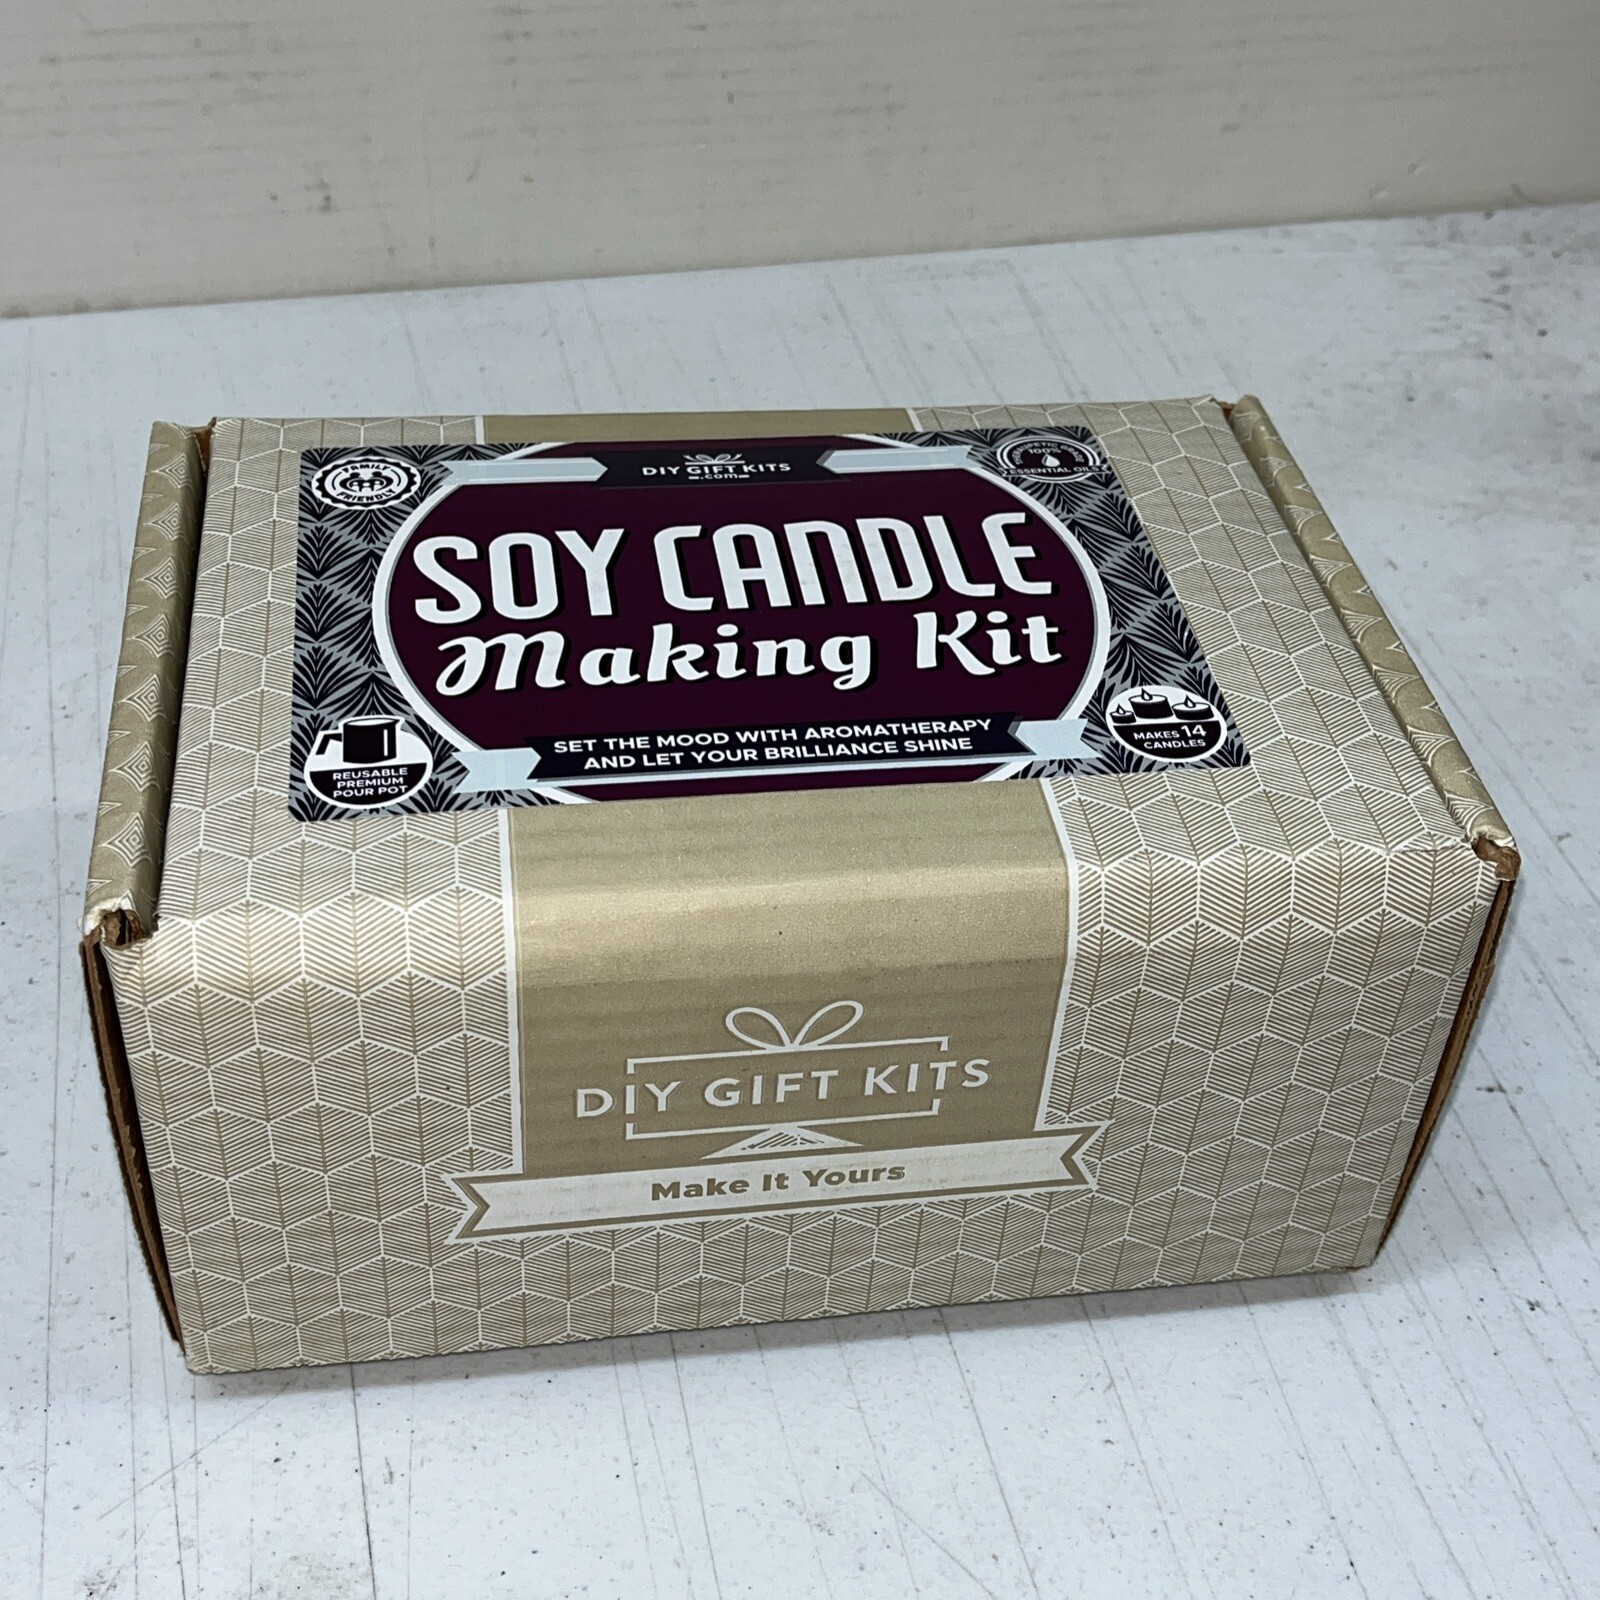 FAMILY
FRIENDLY
DIY GIFT KITS
.com
100%
ESSENTIAL OILS
SOY CANDLE
Making Kit
SET THE MOOD WITH AROMATHERAPY
AND LET YOUR BRILLIANCE SHINE
REUSABLE
PREMIUM
POUR POT
MAKES 14
CANDLES
DIY GIFT KITS
Make It Yours